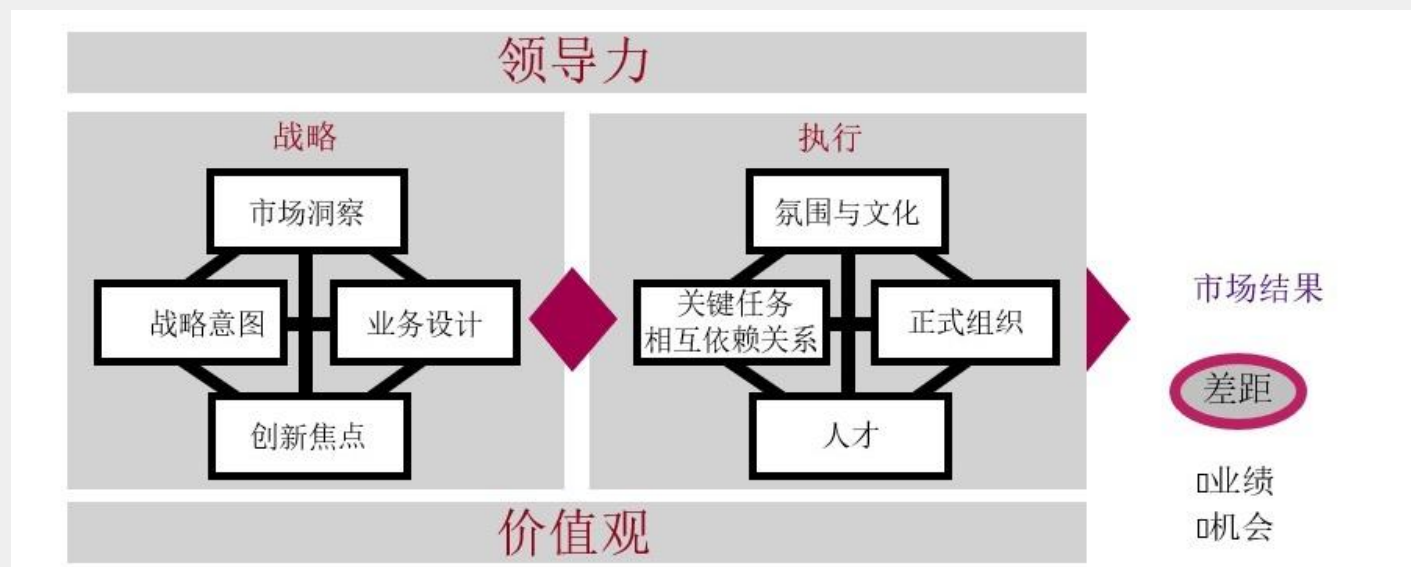 领导力
战略
市场洞察
战略意图
业务设计
创新焦点
执行
氛围与文化
关键任务
相互依赖关系
正式组织
人才
价值观
市场结果
差距
▯业绩
▯机会